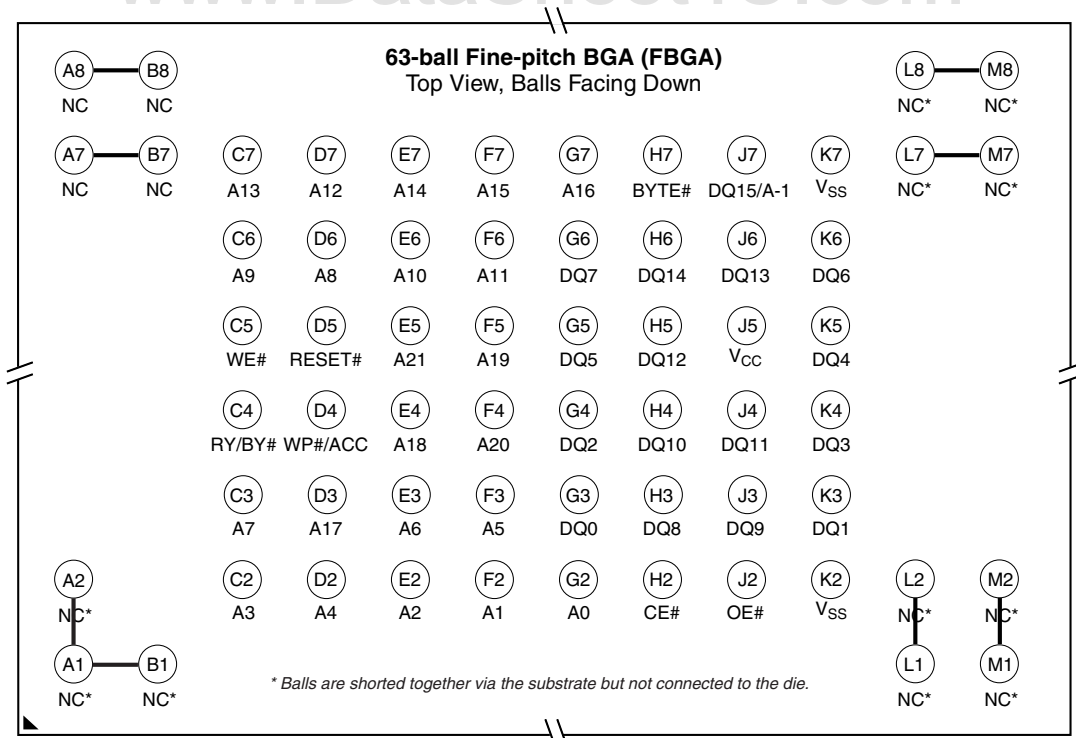 www.DataSheet4U.com
63-ball Fine-pitch BGA (FBGA)
Top View, Balls Facing Down
A8 B8 L8 M8
NC NC NC* NC*
A7 B7 C7 D7 E7 F7 G7 H7 J7 K7 L7 M7
NC NC A13 A12 A14 A15 A16 BYTE# DQ15/A-1 VSS NC* NC*
C6 D6 E6 F6 G6 H6 J6 K6
A9 A8 A10 A11 DQ7 DQ14 DQ13 DQ6
C5 D5 E5 F5 G5 H5 J5 K5
WE# RESET# A21 A19 DQ5 DQ12 VCC DQ4
C4 D4 E4 F4 G4 H4 J4 K4
RY/BY# WP#/ACC A18 A20 DQ2 DQ10 DQ11 DQ3
C3 D3 E3 F3 G3 H3 J3 K3
A7 A17 A6 A5 DQ0 DQ8 DQ9 DQ1
A2 C2 D2 E2 F2 G2 H2 J2 K2 L2 M2
NC* A3 A4 A2 A1 A0 CE# OE# VSS NC* NC*
A1 B1 L1 M1
NC* NC* NC* NC*
* Balls are shorted together via the substrate but not connected to the die.